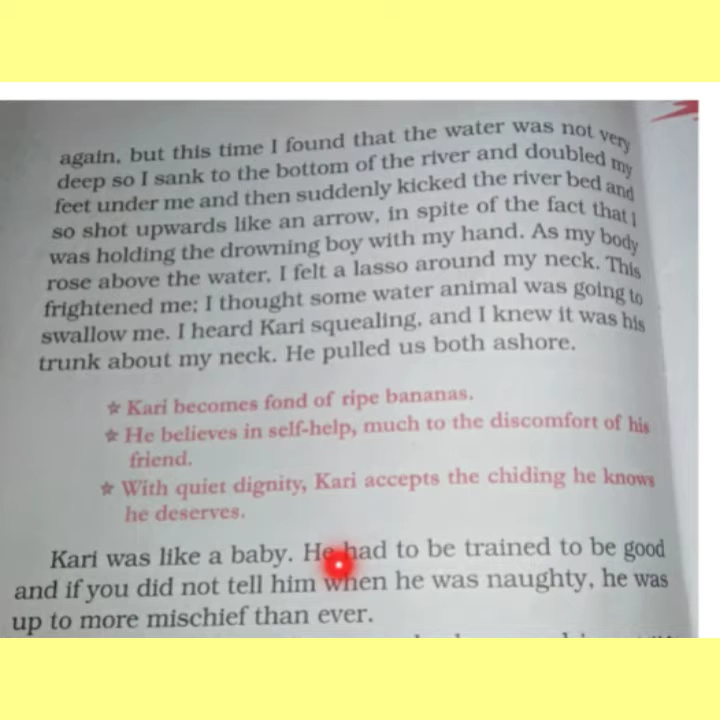 again, but this time I found that the water was not very
deep so I sank to the bottom of the river and doubled my
feet under me and then suddenly kicked the river bed and
so shot upwards like an arrow, in spite of the fact that I
was holding the drowning boy with my hand. As my body
rose above the water, I felt a lasso around my neck. This
frightened me; I thought some water animal was going to
swallow me. I heard Kari squealing, and I knew it was his
trunk about my neck. He pulled us both ashore.
☆ Kari becomes fond of ripe bananas.
☆ He believes in self-help, much to the discomfort of his
friend.
☆ With quiet dignity, Kari accepts the chiding he knows
he deserves.
Kari was like a baby. He had to be trained to be good
and if you did not tell him when he was naughty, he was
up to more mischief than ever.